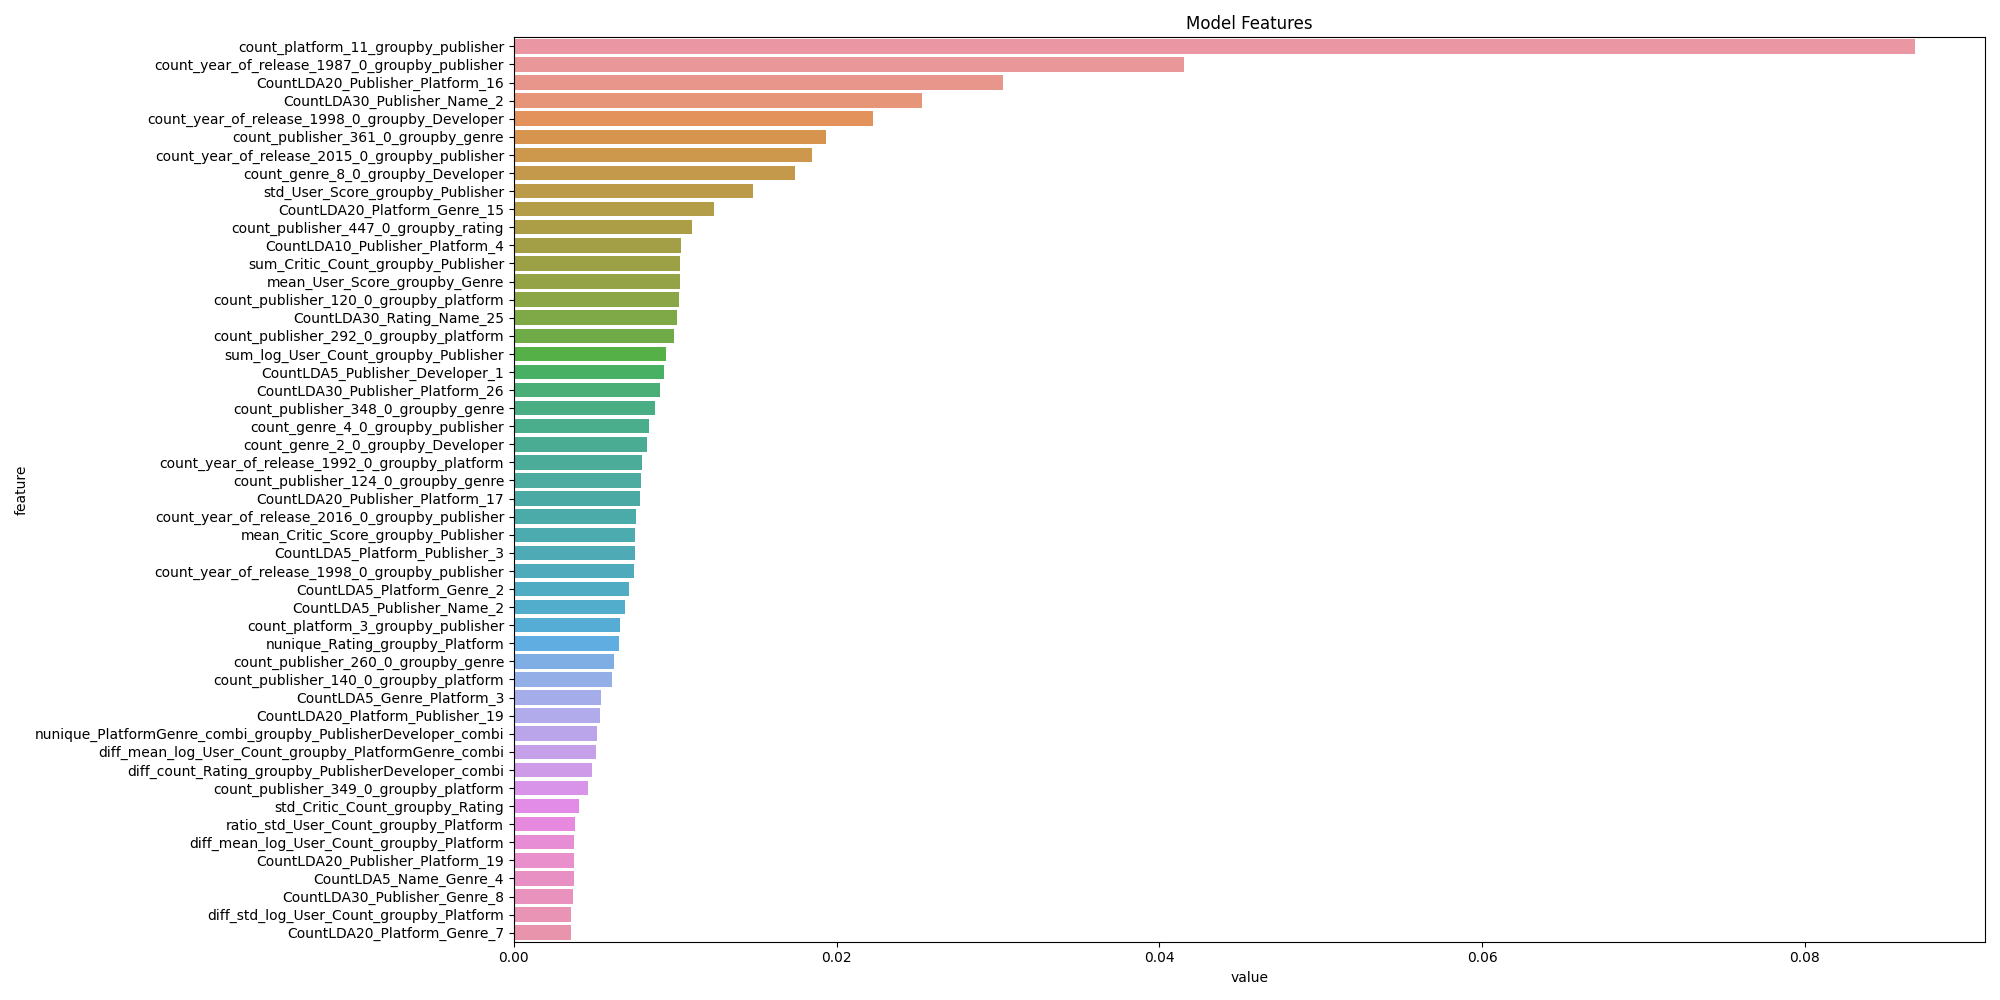 Model Features
count_platform_11_groupby_publisher
count_year_of_release_1987_0_groupby_publisher
CountLDA20_Publisher_Platform_16
CountLDA30_Publisher_Name_2
count_year_of_release_1998_0_groupby_Developer
count_publisher_361_0_groupby_genre
count_year_of_release_2015_0_groupby_publisher
count_genre_8_0_groupby_Developer
std_User_Score_groupby_Publisher
CountLDA20_Platform_Genre_15
count_publisher_447_0_groupby_rating
CountLDA10_Publisher_Platform_4
sum_Critic_Count_groupby_Publisher
mean_User_Score_groupby_Genre
count_publisher_120_0_groupby_platform
CountLDA30_Rating_Name_25
count_publisher_292_0_groupby_platform
sum_log_User_Count_groupby_Publisher
CountLDA5_Publisher_Developer_1
CountLDA30_Publisher_Platform_26
count_publisher_348_0_groupby_genre
count_genre_4_0_groupby_publisher
count_genre_2_0_groupby_Developer
count_year_of_release_1992_0_groupby_platform
count_publisher_124_0_groupby_genre
CountLDA20_Publisher_Platform_17
count_year_of_release_2016_0_groupby_publisher
mean_Critic_Score_groupby_Publisher
CountLDA5_Platform_Publisher_3
count_year_of_release_1998_0_groupby_publisher
CountLDA5_Platform_Genre_2
CountLDA5_Publisher_Name_2
count_platform_3_groupby_publisher
nunique_Rating_groupby_Platform
count_publisher_260_0_groupby_genre
count_publisher_140_0_groupby_platform
CountLDA5_Genre_Platform_3
CountLDA20_Platform_Publisher_19
nunique_PlatformGenre_combi_groupby_PublisherDeveloper_combi
diff_mean_log_User_Count_groupby_PlatformGenre_combi
diff_count_Rating_groupby_PublisherDeveloper_combi
count_publisher_349_0_groupby_platform
std_Critic_Count_groupby_Rating
ratio_std_User_Count_groupby_Platform
diff_mean_log_User_Count_groupby_Platform
CountLDA20_Publisher_Platform_19
CountLDA5_Name_Genre_4
CountLDA30_Publisher_Genre_8
diff_std_log_User_Count_groupby_Platform
CountLDA20_Platform_Genre_7
feature
0.00 0.02 0.04 0.06 0.08
value